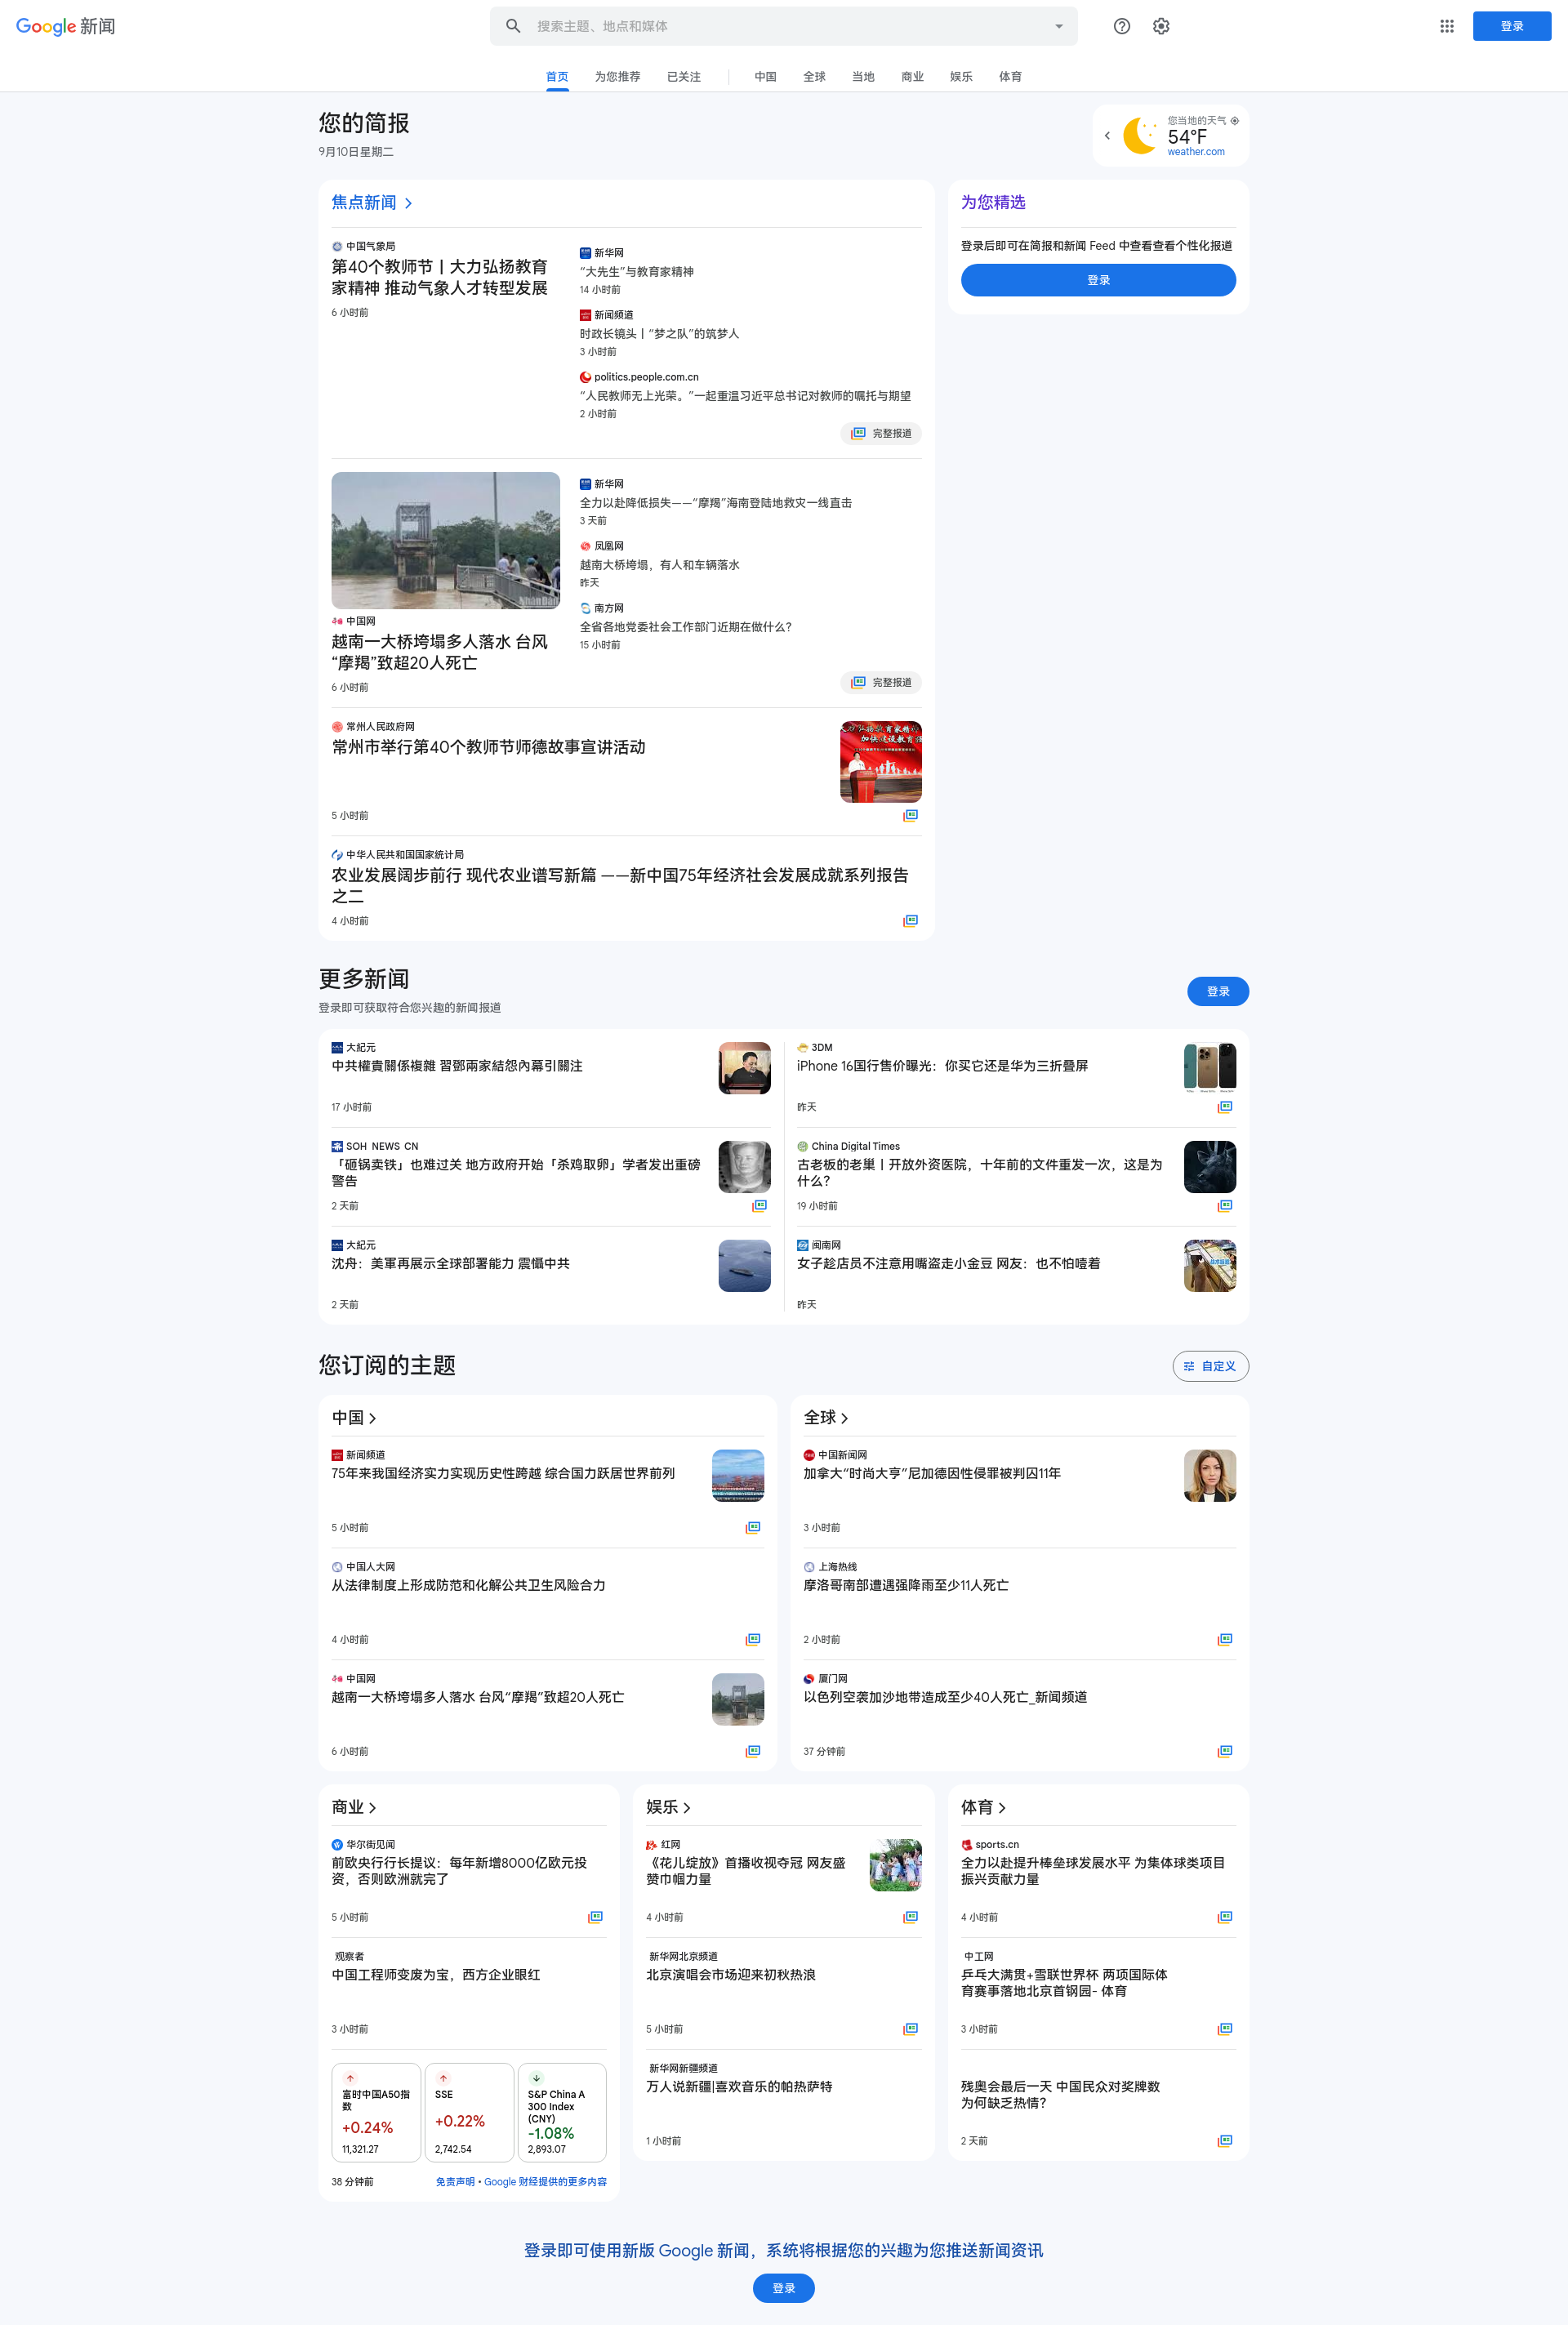 Google 新闻
搜索主题、地点和媒体
登录
首页
为您推荐
已关注
中国
全球
当地
商业
娱乐
体育
您的简报
9月10日星期二
您当地的天气
54°F
weather.com
焦点新闻
中国气象局
第40个教师节丨大力弘扬教育
家精神 推动气象人才转型发展
6 小时前
新华网
“大先生”与教育家精神
14 小时前
新闻频道
时政长镜头丨“梦之队”的筑梦人
3 小时前
politics.people.com.cn
“人民教师无上光荣。”一起重温习近平总书记对教师的嘱托与期望
2 小时前
完整报道
为您精选
登录后即可在简报和新闻 Feed 中查看查看个性化报道
登录
NhanDan
中国网
越南一大桥垮塌多人落水 台风
“摩羯”致超20人死亡
6 小时前
新华网
全力以赴降低损失——“摩羯”海南登陆地救灾一线直击
3 天前
凤凰网
越南大桥垮塌，有人和车辆落水
昨天
南方网
全省各地党委社会工作部门近期在做什么？
15 小时前
完整报道
常州人民政府网
常州市举行第40个教师节师德故事宣讲活动
5 小时前
中华人民共和国国家统计局
农业发展阔步前行 现代农业谱写新篇 ——新中国75年经济社会发展成就系列报告
之二
4 小时前
更多新闻
登录即可获取符合您兴趣的新闻报道
登录
大紀元
中共權貴關係複雜 習鄧兩家結怨內幕引關注
17 小时前
SOH NEWS CN
「砸锅卖铁」也难过关 地方政府开始「杀鸡取卵」学者发出重磅
警告
2 天前
大紀元
沈舟：美軍再展示全球部署能力 震懾中共
2 天前
3DM
iPhone 16国行售价曝光：你买它还是华为三折叠屏
昨天
China Digital Times
古老板的老巢丨开放外资医院，十年前的文件重发一次，这是为
什么？
19 小时前
闽南网
女子趁店员不注意用嘴盗走小金豆 网友：也不怕噎着
昨天
您订阅的主题
自定义
中国
新闻频道
75年来我国经济实力实现历史性跨越 综合国力跃居世界前列
5 小时前
中国人大网
从法律制度上形成防范和化解公共卫生风险合力
4 小时前
中国网
越南一大桥垮塌多人落水 台风“摩羯”致超20人死亡
6 小时前
全球
中国新闻网
加拿大“时尚大亨”尼加德因性侵罪被判囚11年
3 小时前
上海热线
摩洛哥南部遭遇强降雨至少11人死亡
2 小时前
厦门网
以色列空袭加沙地带造成至少40人死亡_新闻频道
37 分钟前
商业
华尔街见闻
前欧央行行长提议：每年新增8000亿欧元投
资，否则欧洲就完了
5 小时前
观察者
中国工程师变废为宝，西方企业眼红
3 小时前
富时中国A50指
数
+0.24%
11,321.27
SSE
+0.22%
2,742.54
S&P China A
300 Index
(CNY)
-1.08%
2,893.07
38 分钟前
免责声明 • Google 财经提供的更多内容
娱乐
红网
《花儿绽放》首播收视夺冠 网友盛
赞巾帼力量
4 小时前
新华网北京频道
北京演唱会市场迎来初秋热浪
5 小时前
新华网新疆频道
万人说新疆|喜欢音乐的帕热萨特
1 小时前
体育
sports.cn
全力以赴提升棒垒球发展水平 为集体球类项目
振兴贡献力量
4 小时前
中工网
乒乓大满贯+雪联世界杯 两项国际体
育赛事落地北京首钢园- 体育
3 小时前
残奥会最后一天 中国民众对奖牌数
为何缺乏热情？
2 天前
登录即可使用新版 Google 新闻，系统将根据您的兴趣为您推送新闻资讯
登录